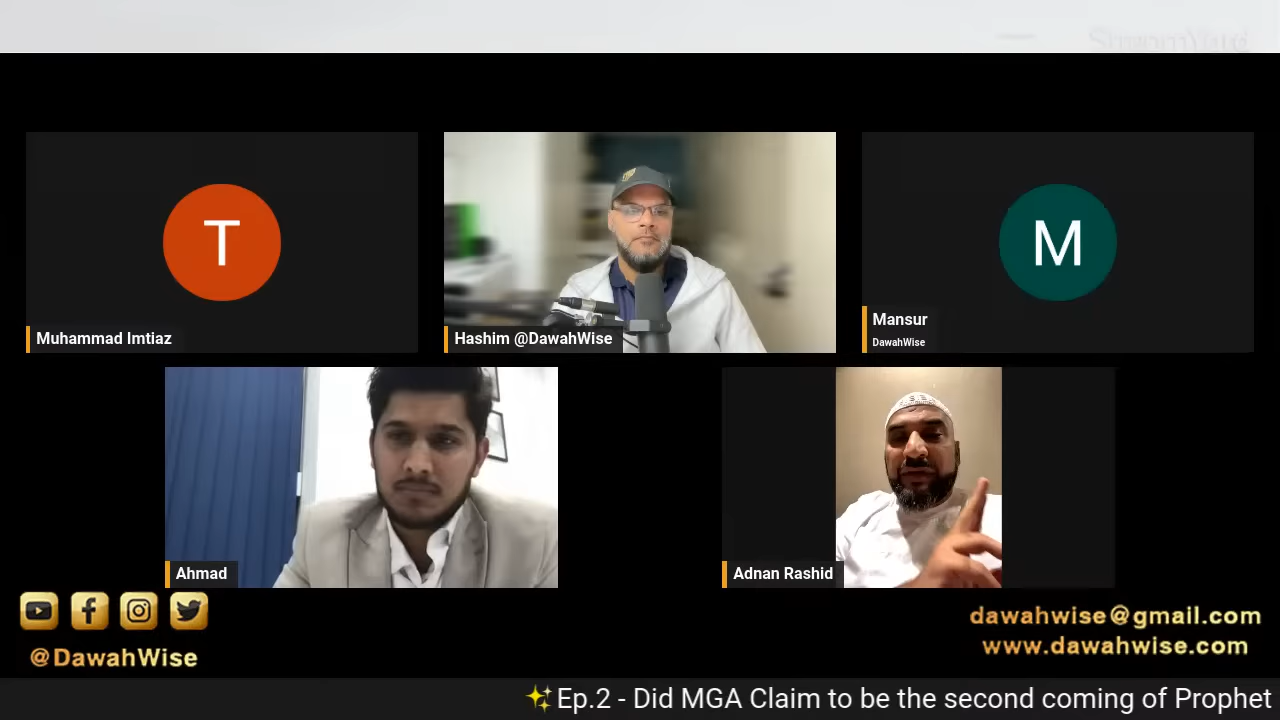 StreamYard
T
M
Muhammad Imtiaz
Hashim @DawahWise
Mansur
DawahWise
Ahmad
Adnan Rashid
@DawahWise
dawahwise@gmail.com
www.dawahwise.com
✨Ep.2 - Did MGA Claim to be the second coming of Prophet